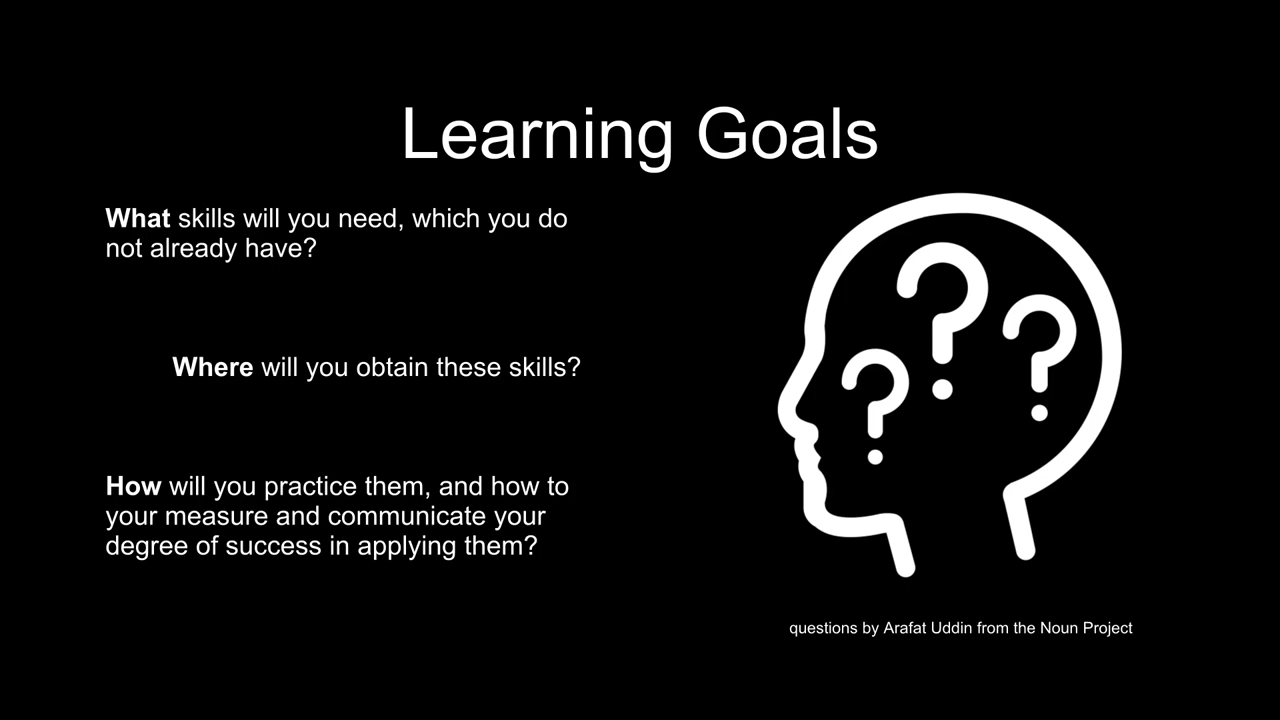 Learning Goals
What skills will you need, which you do
not already have?
Where will you obtain these skills?
How will you practice them, and how to
your measure and communicate your
degree of success in applying them?
questions by Arafat Uddin from the Noun Project